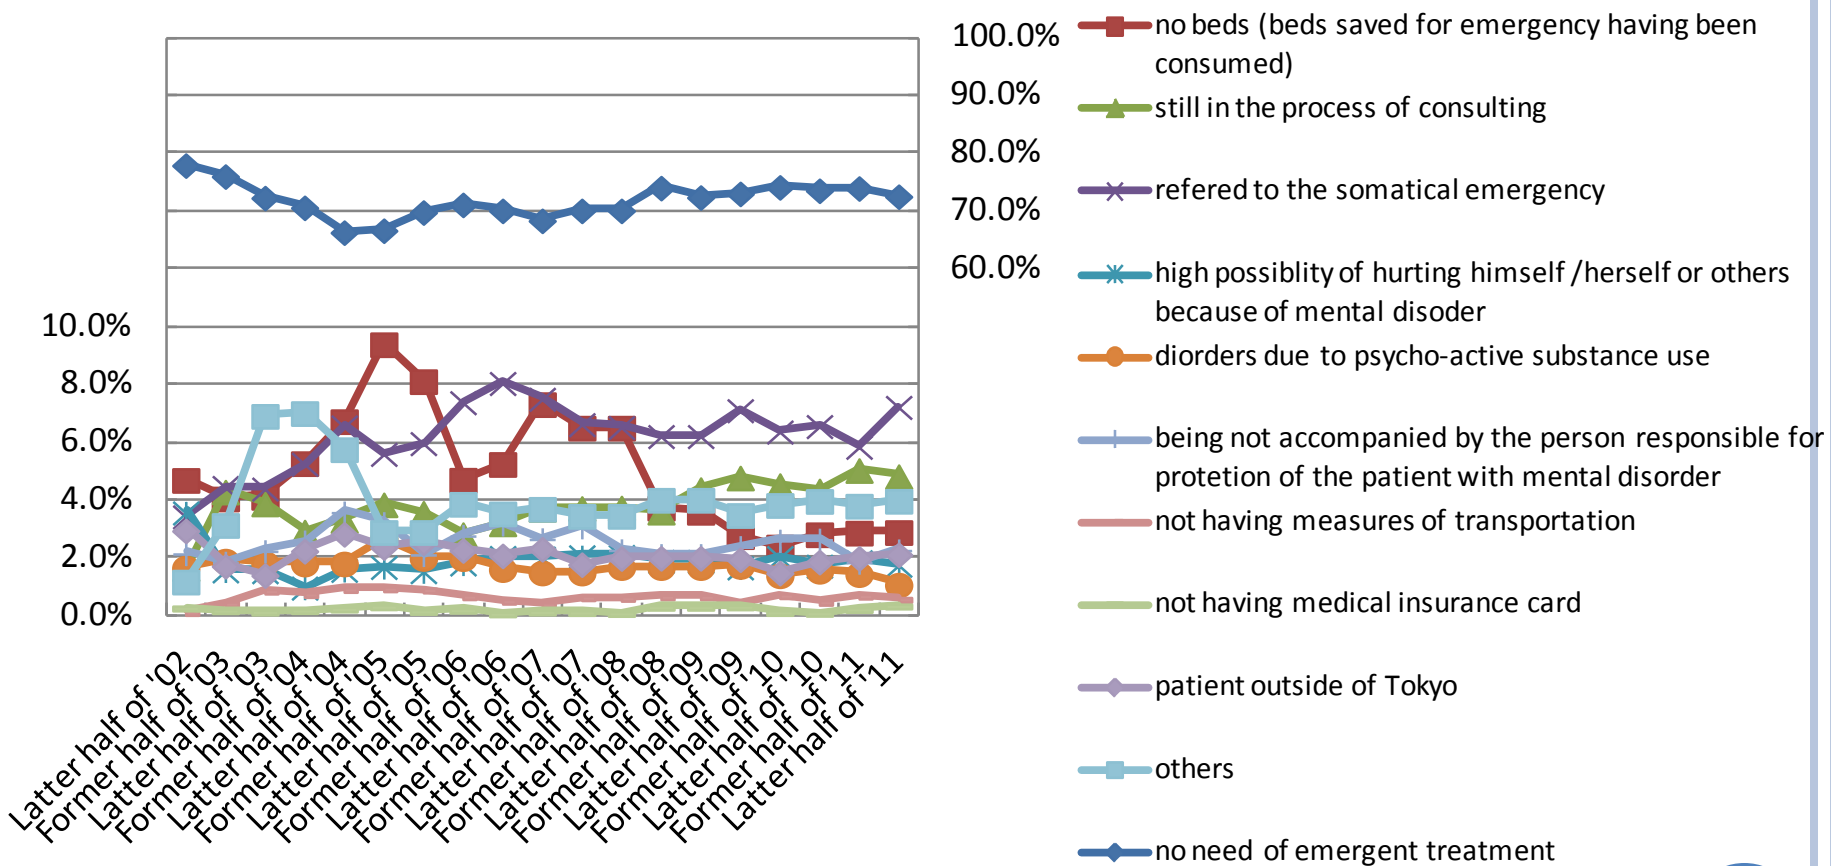 10.0%
8.0%
6.0%
4.0%
2.0%
0.0%
100.0%
90.0%
80.0%
70.0%
60.0%
Latter half of '02
Former half of '03
Latter half of '03
Former half of '04
Latter half of '04
Former half of '05
Latter half of '05
Former half of '06
Latter half of '06
Former half of '07
Latter half of '07
Former half of '08
Latter half of '08
Former half of '09
Latter half of '09
Former half of '10
Latter half of '10
Former half of '11
Latter half of '11
no beds (beds saved for emergency having been
consumed)
still in the process of consulting
refered to the somatical emergency
high possiblity of hurting himself /herself or others
because of mental disoder
diorders due to psycho-active substance use
being not accompanied by the person responsible for
protetion of the patient with mental disorder
not having measures of transportation
not having medical insurance card
patient outside of Tokyo
others
no need of emergent treatment